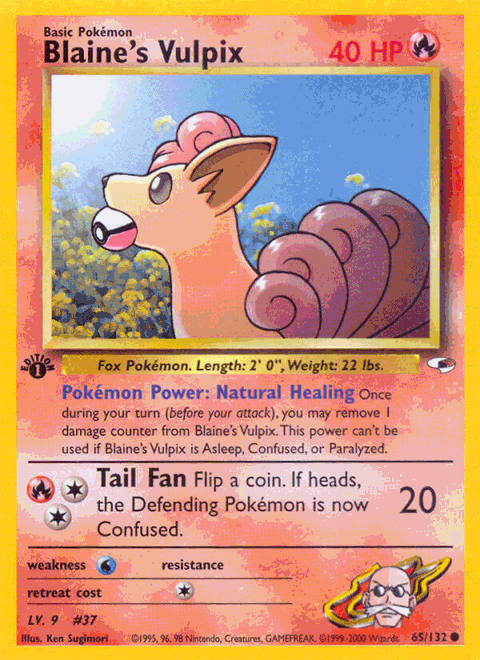 Basic Pokémon
Blaine's Vulpix 40 HP
EDITION 1
Fox Pokémon. Length: 2' 0", Weight: 22 lbs.
Pokémon Power: Natural Healing Once
during your turn (before your attack), you may remove 1
damage counter from Blaine's Vulpix. This power can't be
used if Blaine's Vulpix is Asleep, Confused, or Paralyzed.
Tail Fan Flip a coin. If heads,
the Defending Pokémon is now
Confused.
20
weakness resistance
retreat cost
LV. 9 #37
Illus. Ken Sugimori ©1995, 96, 98 Nintendo, Creatures, GAMEFREAK. ©1999-2000 Wizards. 65/132